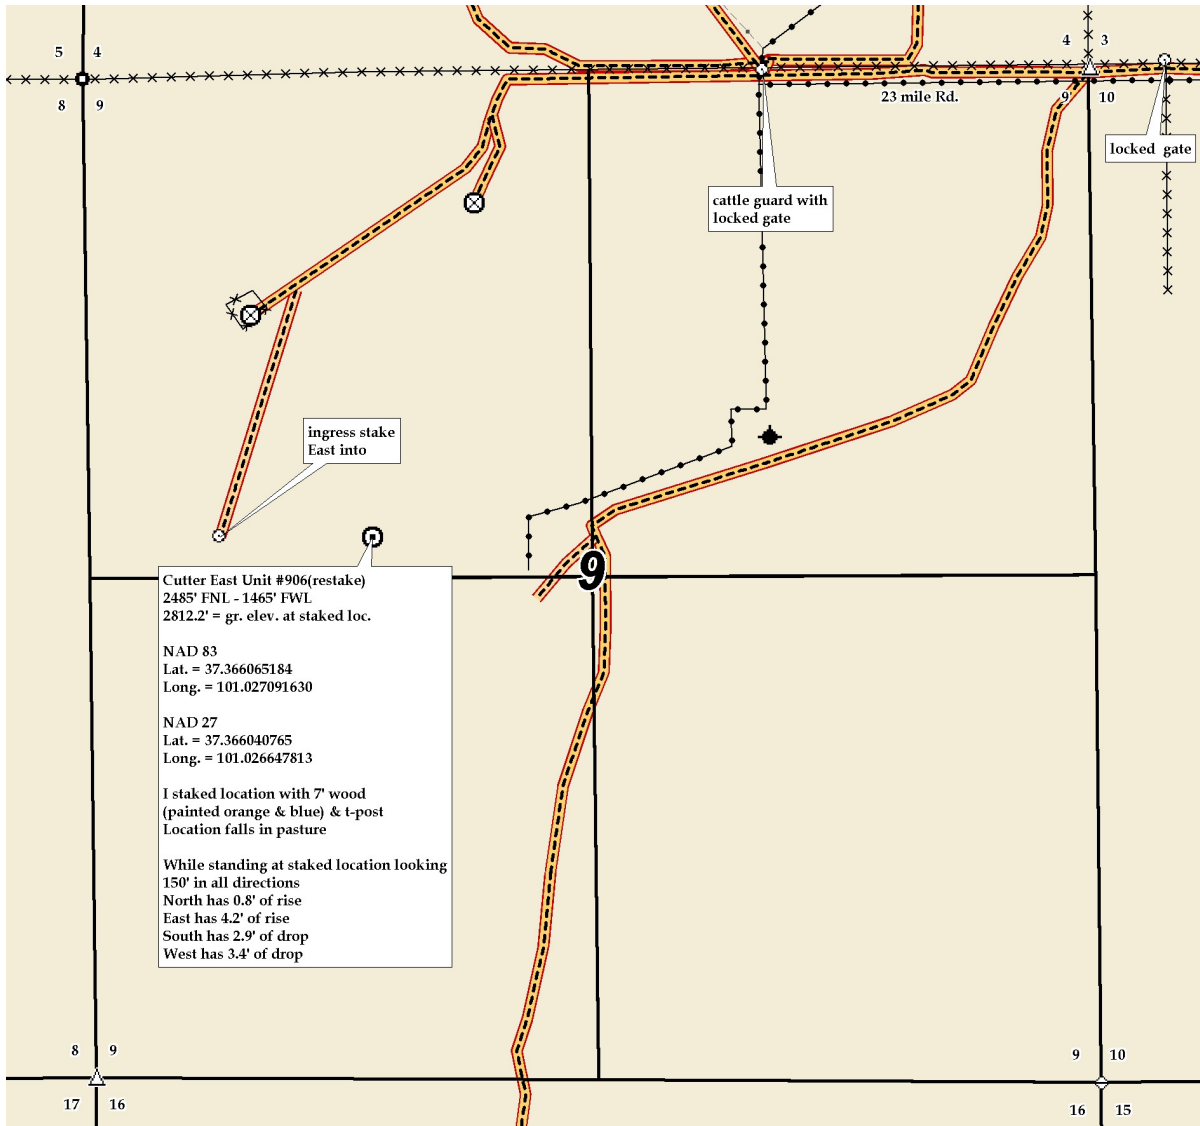 5 4
4 3
8 9
9 10
23 mile Rd.
locked gate
cattle guard with
locked gate
ingress stake
East into
9
Cutter East Unit #906(restake)
2485' FNL - 1465' FWL
2812.2' = gr. elev. at staked loc.
NAD 83
Lat. = 37.366065184
Long. = 101.027091630
NAD 27
Lat. = 37.366040765
Long. = 101.026647813
I staked location with 7' wood
(painted orange & blue) & t-post
Location falls in pasture
While standing at staked location looking
150' in all directions
North has 0.8' of rise
East has 4.2' of rise
South has 2.9' of drop
West has 3.4' of drop
8 9
9 10
17 16
16 15